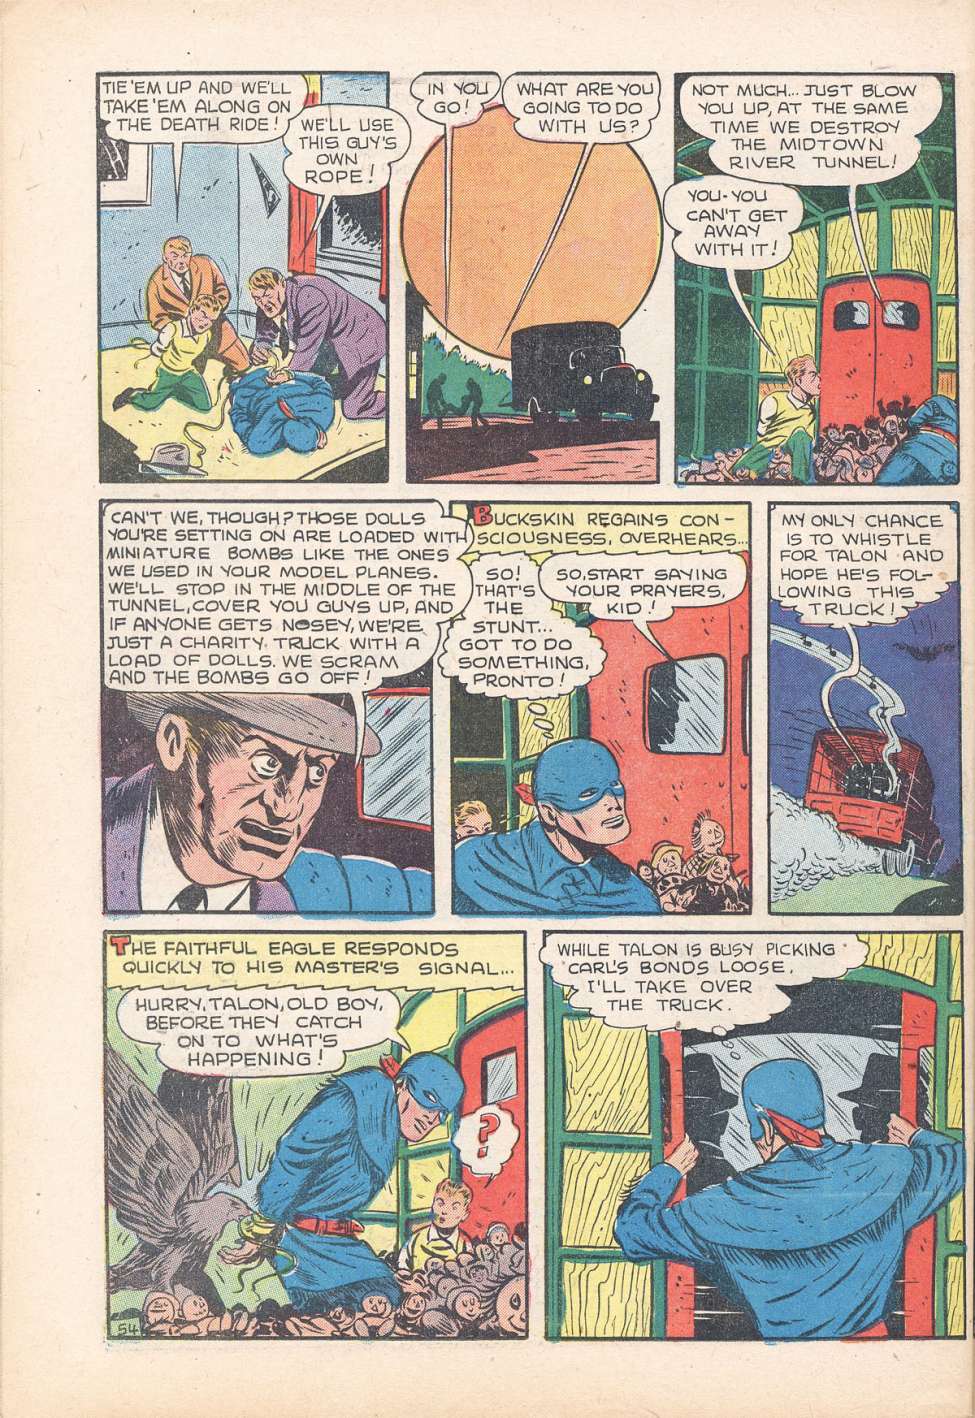 TIE 'EM UP AND WE'LL
TAKE 'EM ALONG ON
THE DEATH RIDE!
WE'LL USE
THIS GUY'S
OWN
ROPE!
IN YOU
GO!
WHAT ARE YOU
GOING TO DO
WITH US?
NOT MUCH... JUST BLOW
YOU UP, AT THE SAME
TIME WE DESTROY
THE MIDTOWN
RIVER TUNNEL!
YOU-YOU
CAN'T GET
AWAY
WITH IT!
CAN'T WE, THOUGH? THOSE DOLLS
YOU'RE SETTING ON ARE LOADED WITH
MINIATURE BOMBS LIKE THE ONES
WE USED IN YOUR MODEL PLANES.
WE'LL STOP IN THE MIDDLE OF THE
TUNNEL, COVER YOU GUYS UP, AND
IF ANYONE GETS NOSEY, WE'RE
JUST A CHARITY TRUCK WITH A
LOAD OF DOLLS. WE SCRAM
AND THE BOMBS GO OFF!
BUCKSKIN REGAINS CON-
SCIOUSNESS, OVERHEARS...
SO!
THAT'S
THE
STUNT...
GOT TO DO
SOMETHING,
PRONTO!
SO, START SAYING
YOUR PRAYERS,
KID!
MY ONLY CHANCE
IS TO WHISTLE
FOR TALON AND
HOPE HE'S FOL-
LOWING THIS
TRUCK!
THE FAITHFUL EAGLE RESPONDS
QUICKLY TO HIS MASTER'S SIGNAL...
HURRY, TALON, OLD BOY,
BEFORE THEY CATCH
ON TO WHAT'S
HAPPENING!
?
54
WHILE TALON IS BUSY PICKING
CARL'S BONDS LOOSE,
I'LL TAKE OVER
THE TRUCK.